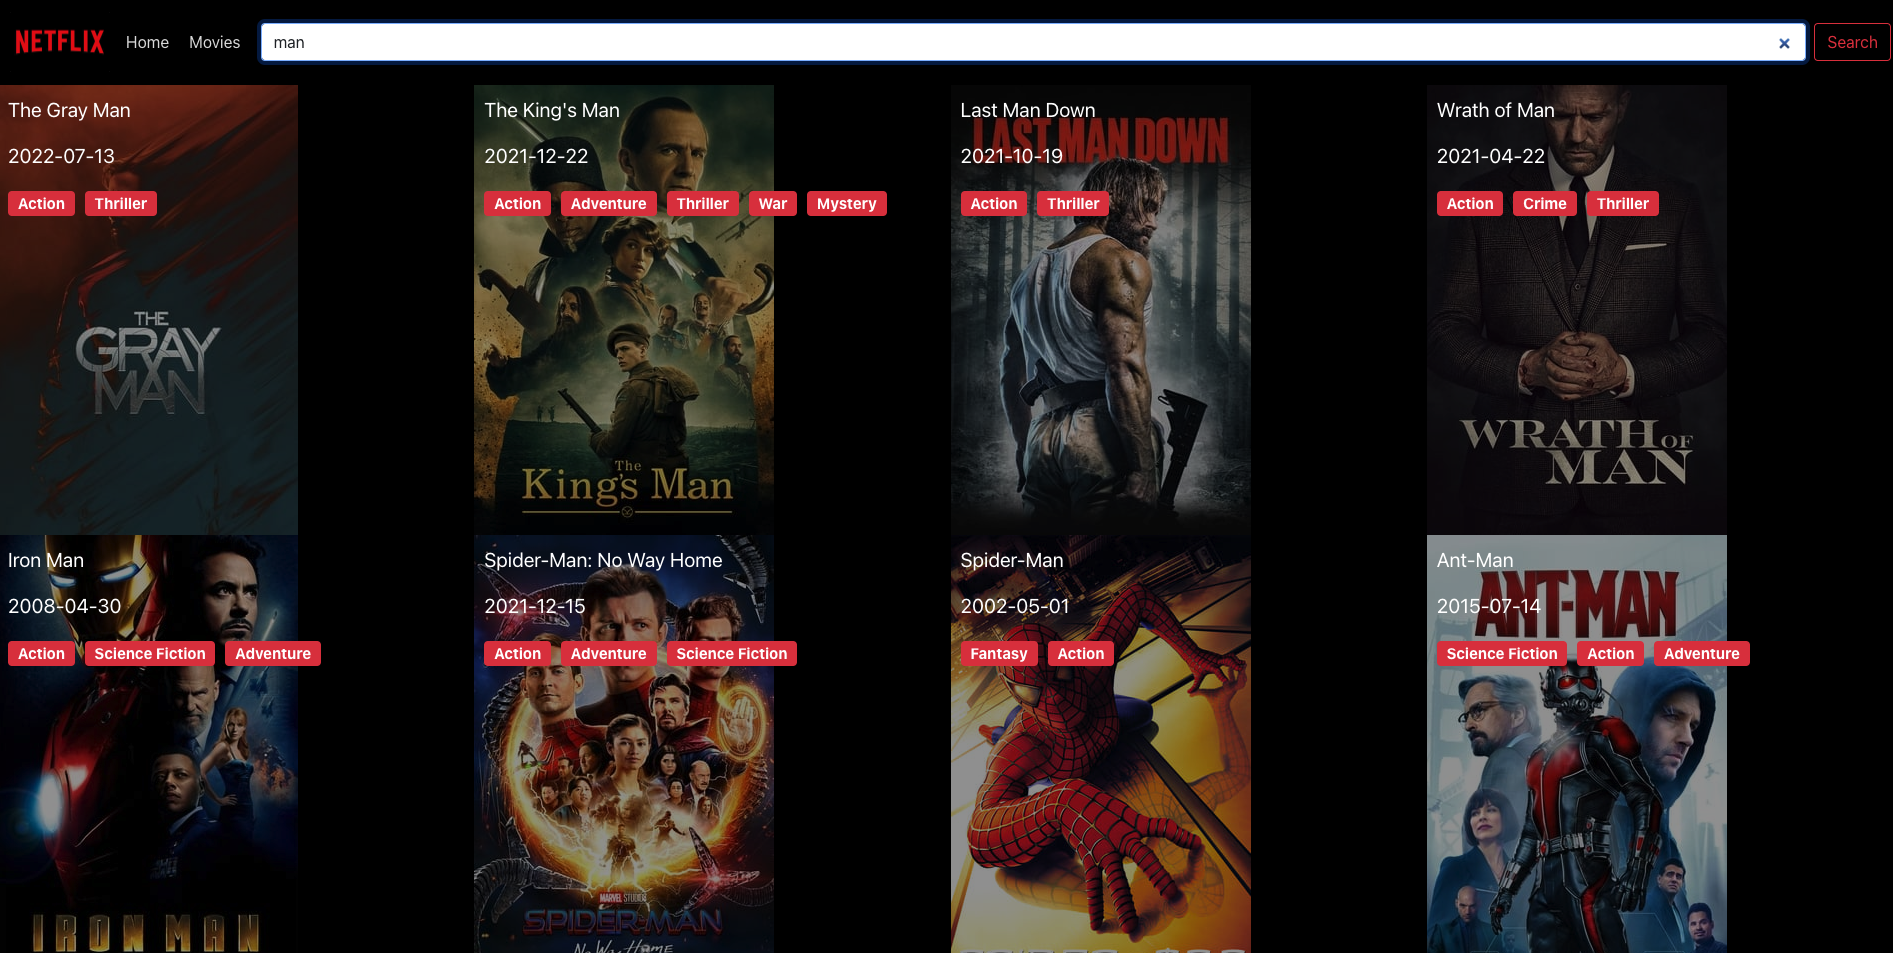 NETFLIX
Home
Movies
man
Search
The Gray Man
2022-07-13
Action
Thriller
THE
GRAY
MAN
The King's Man
2021-12-22
Action
Adventure
Thriller
War
Mystery
The
King's Man
Last Man Down
LAST MAN DOWN
2021-10-19
Action
Thriller
Wrath of Man
2021-04-22
Action
Crime
Thriller
WRATH OF
MAN
Iron Man
2008-04-30
Action
Science Fiction
Adventure
IRON MAN
Spider-Man: No Way Home
2021-12-15
Action
Adventure
Science Fiction
MARVEL STUDIOS
SPIDER-MAN
No Way Home
Spider-Man
2002-05-01
Fantasy
Action
Ant-Man
ANT-MAN
2015-07-14
Science Fiction
Action
Adventure